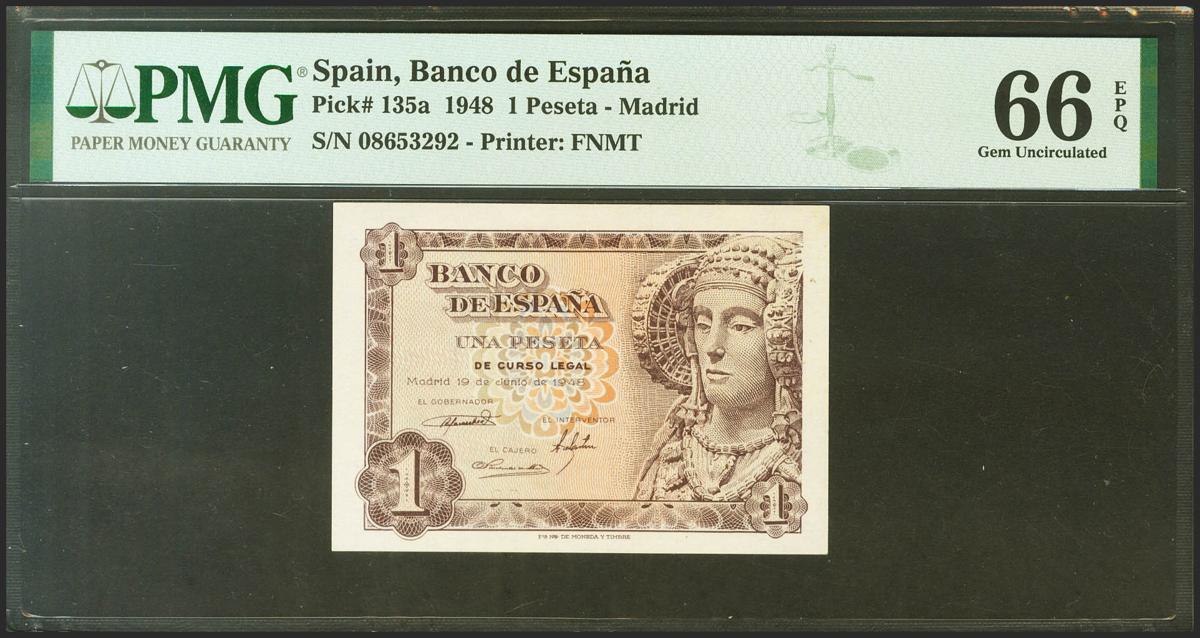 PMG®
PAPER MONEY GUARANTY
Spain, Banco de España
Pick# 135a 1948 1 Peseta - Madrid
S/N 08653292 - Printer: FNMT
66
EPQ
Gem Uncirculated
1
BANCO
DE ESPAÑA
UNA PESETA
DE CURSO LEGAL
Madrid 19 de Junio de 1948
EL GOBERNADOR
EL INTERVENTOR
EL CAJERO
1
1
DE MONEDA Y TIMBRE